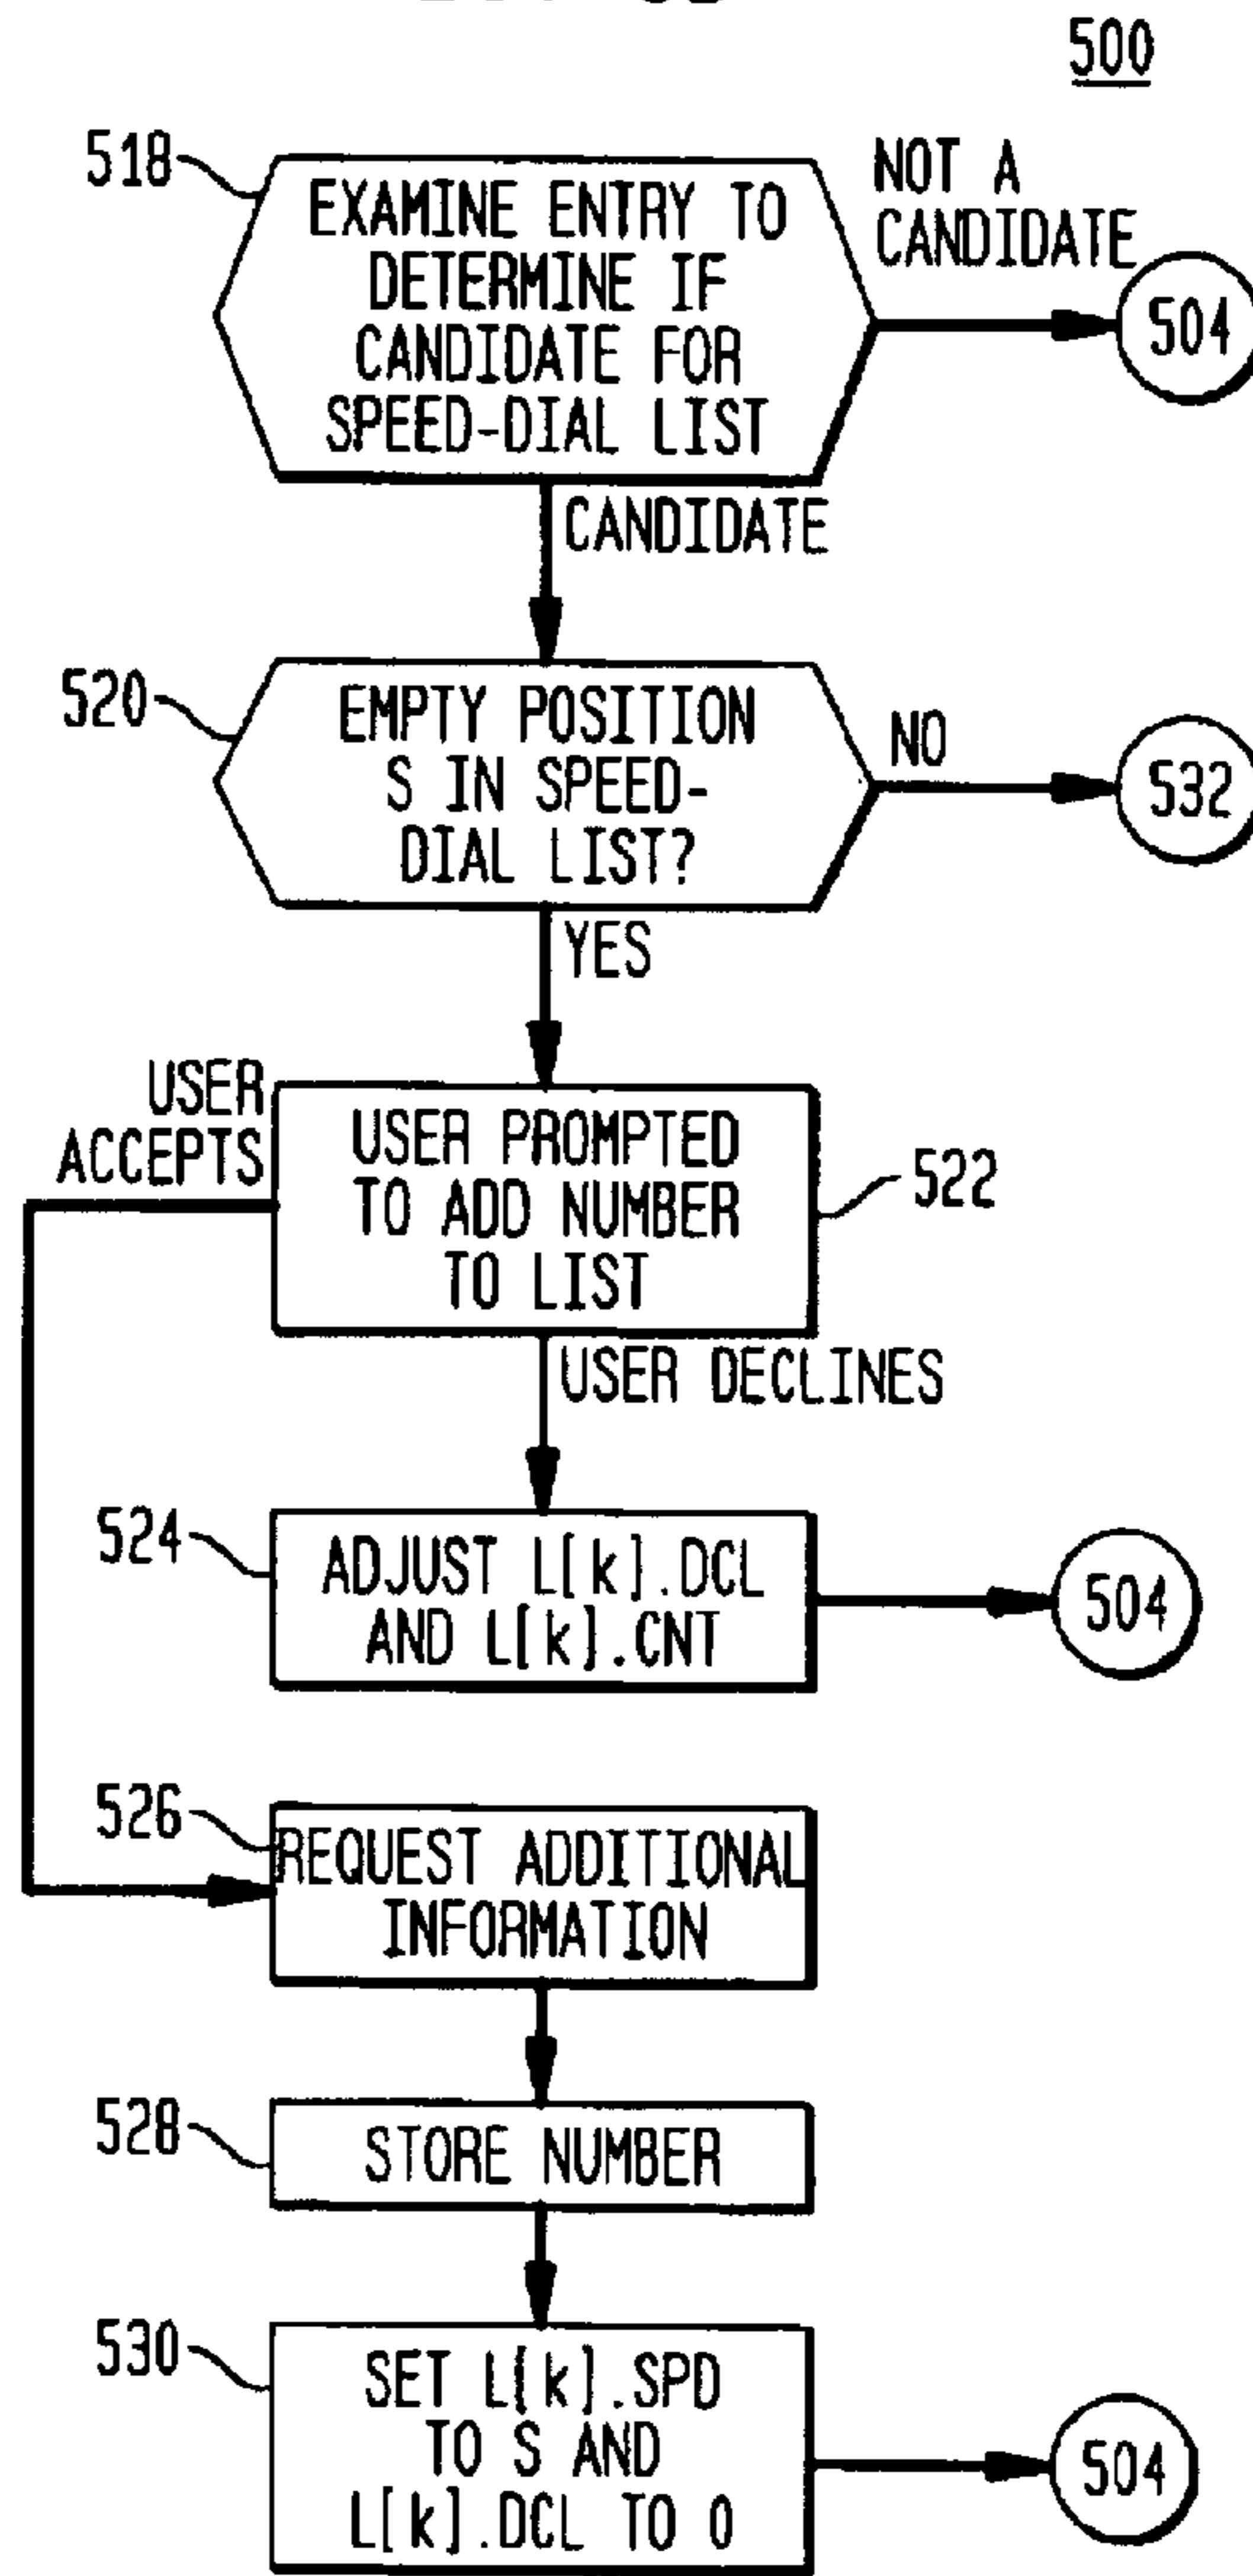 500
518
EXAMINE ENTRY TO
DETERMINE IF
CANDIDATE FOR
SPEED-DIAL LIST
NOT A
CANDIDATE
504
CANDIDATE
520
EMPTY POSITION
S IN SPEED-
DIAL LIST?
NO
532
YES
USER
ACCEPTS
USER PROMPTED
TO ADD NUMBER
TO LIST
522
USER DECLINES
524
ADJUST L[k].DCL
AND L[k].CNT
504
526
REQUEST ADDITIONAL
INFORMATION
528
STORE NUMBER
530
SET L[k].SPD
TO S AND
L[k].DCL TO 0
504